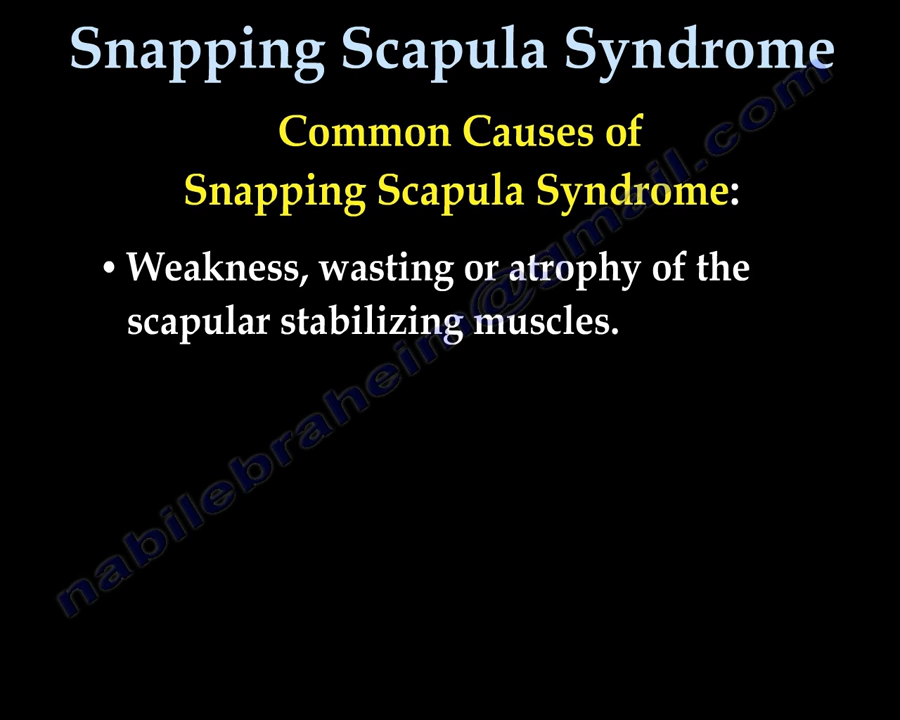 Snapping Scapula Syndrome
Common Causes of
Snapping Scapula Syndrome:
• Weakness, wasting or atrophy of the
scapular stabilizing muscles.
nabilebraheim@gmail.com